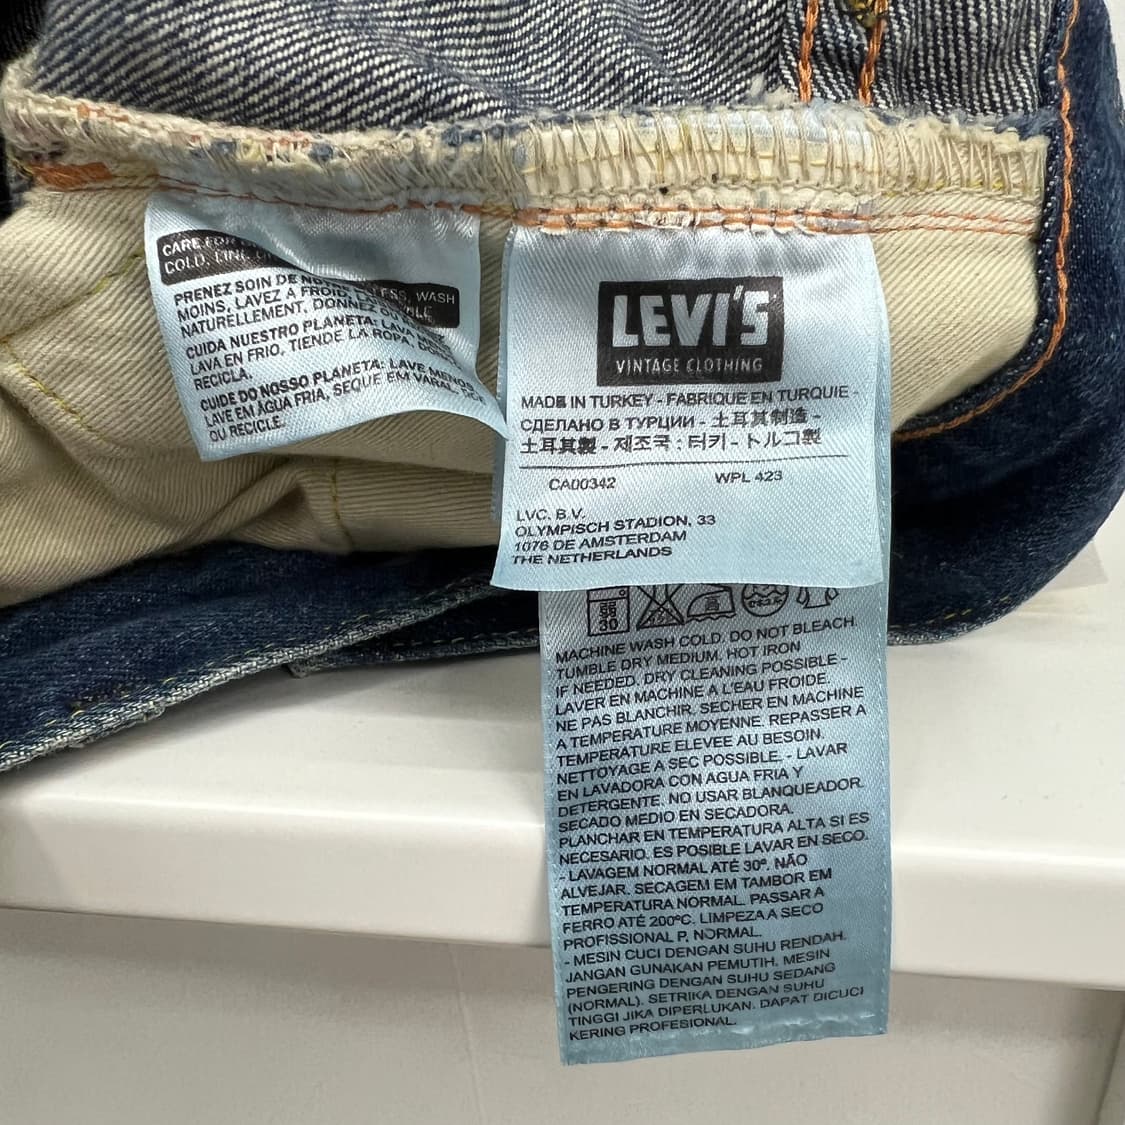 CARE FOR
COLD, LINE
LESS, WASH
PRENEZ SOIN DE
MOINS, LAVEZ A FROID,
NATURELLEMENT, DONNEZ OU
CUIDA NUESTRO PLANETA: LAVA
LAVA EN FRIO, TIENDE LA ROPA,
RECICLA.
CUIDE DO NOSSO PLANETA: LAVE MENOS
LAVE EM ÁGUA FRIA, SEQUE EM VARAL,
OU RECICLE.
LEVI'S
VINTAGE CLOTHING
MADE IN TURKEY - FABRIQUE EN TURQUIE -
СДЕЛАНО В ТУРЦИИ - 土耳其制造 -
土耳其製 - 제조국 : 터키 - トルコ製
CA00342 WPL 423
LVC. B.V.
OLYMPISCH STADION, 33
1076 DE AMSTERDAM
THE NETHERLANDS
30
MACHINE WASH COLD. DO NOT BLEACH.
TUMBLE DRY MEDIUM. HOT IRON
IF NEEDED. DRY CLEANING POSSIBLE -
LAVER EN MACHINE A L'EAU FROIDE.
NE PAS BLANCHIR. SECHER EN MACHINE
A TEMPERATURE MOYENNE. REPASSER A
TEMPERATURE ELEVEE AU BESOIN.
NETTOYAGE A SEC POSSIBLE. - LAVAR
EN LAVADORA CON AGUA FRIA Y
DETERGENTE. NO USAR BLANQUEADOR.
SECADO MEDIO EN SECADORA.
PLANCHAR EN TEMPERATURA ALTA SI ES
NECESARIO. ES POSIBLE LAVAR EN SECO.
- LAVAGEM NORMAL ATÉ 30º. NÃO
ALVEJAR. SECAGEM EM TAMBOR EM
TEMPERATURA NORMAL. PASSAR A
FERRO ATÉ 200ºC. LIMPEZA A SECO
PROFISSIONAL P, NORMAL.
- MESIN CUCI DENGAN SUHU RENDAH.
JANGAN GUNAKAN PEMUTIH. MESIN
PENGERING DENGAN SUHU SEDANG
(NORMAL). SETRIKA DENGAN SUHU
TINGGI JIKA DIPERLUKAN. DAPAT DICUCI
KERING PROFESIONAL.